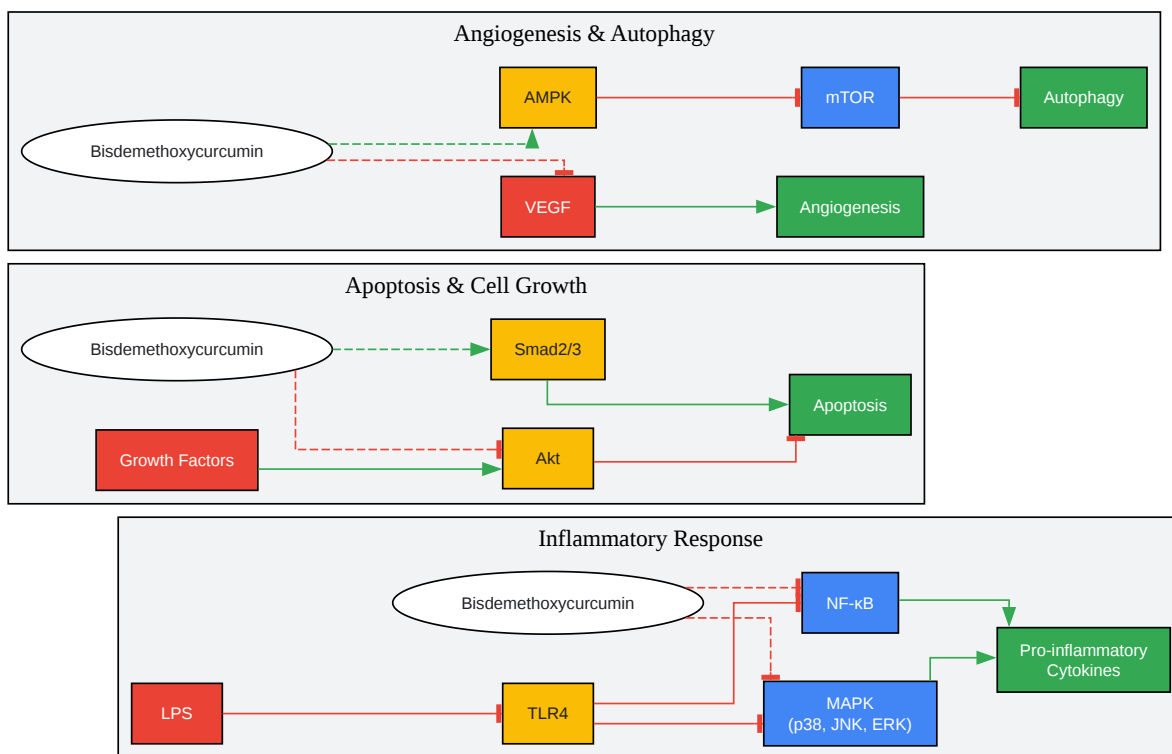 Angiogenesis & Autophagy
AMPK
mTOR
Autophagy
Bisdemethoxycurcumin
VEGF
Angiogenesis
Apoptosis & Cell Growth
Bisdemethoxycurcumin
Smad2/3
Apoptosis
Growth Factors
Akt
Inflammatory Response
Bisdemethoxycurcumin
NF-κB
Pro-inflammatory
Cytokines
LPS
TLR4
MAPK
(p38, JNK, ERK)